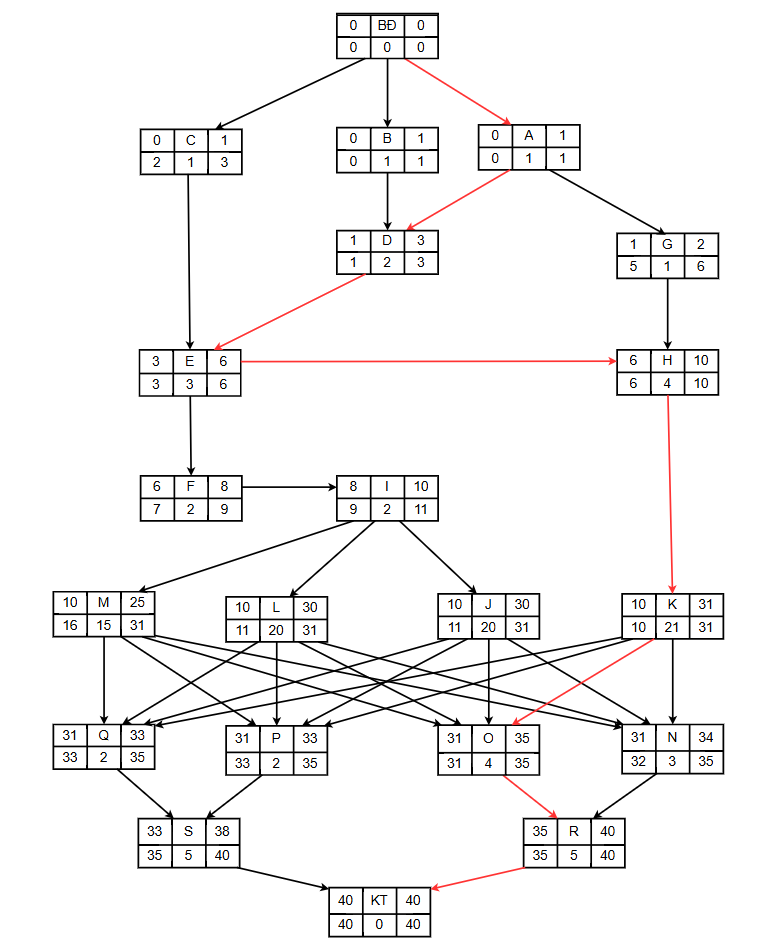 0 BĐ 0
0 0 0
0 C 1
2 1 3
0 B 1
0 1 1
0 A 1
0 1 1
1 D 3
1 2 3
1 G 2
5 1 6
3 E 6
3 3 6
6 H 10
6 4 10
6 F 8
7 2 9
8 I 10
9 2 11
10 M 25
16 15 31
10 L 30
11 20 31
10 J 30
11 20 31
10 K 31
10 21 31
31 Q 33
33 2 35
31 P 33
33 2 35
31 O 35
31 4 35
31 N 34
32 3 35
33 S 38
35 5 40
35 R 40
35 5 40
40 KT 40
40 0 40